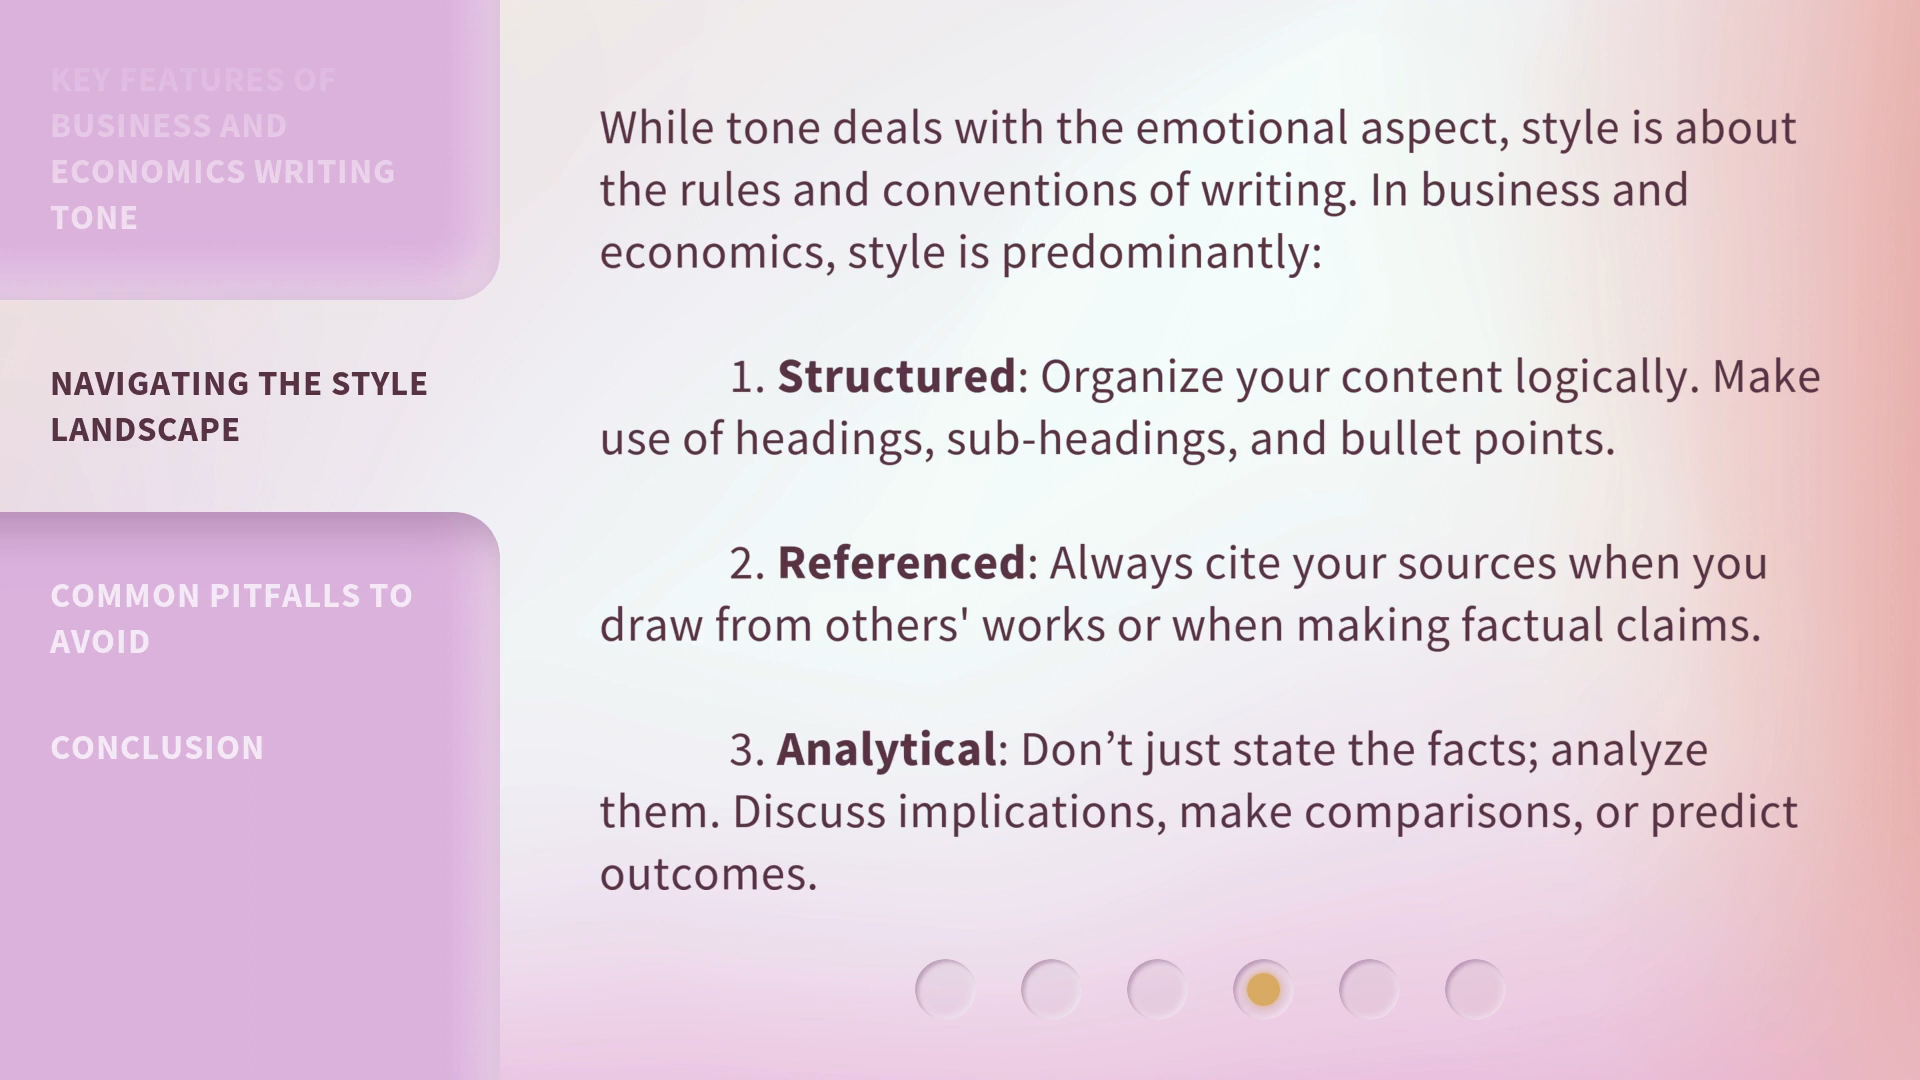 KEY FEATURES OF
BUSINESS AND
ECONOMICS WRITING
TONE
NAVIGATING THE STYLE
LANDSCAPE
COMMON PITFALLS TO
AVOID
CONCLUSION
While tone deals with the emotional aspect, style is about
the rules and conventions of writing. In business and
economics, style is predominantly:
1. Structured: Organize your content logically. Make
use of headings, sub-headings, and bullet points.
2. Referenced: Always cite your sources when you
draw from others' works or when making factual claims.
3. Analytical: Don’t just state the facts; analyze
them. Discuss implications, make comparisons, or predict
outcomes.